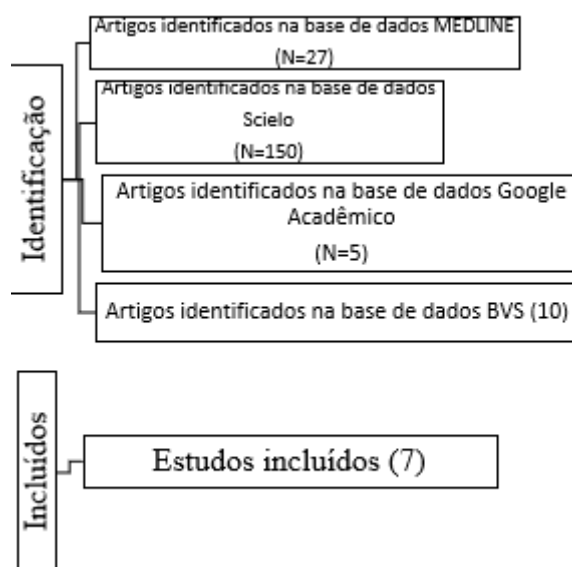 Identificação
Artigos identificados na base de dados MEDLINE
(N=27)
Artigos identificados na base de dados
Scielo
(N=150)
Artigos identificados na base de dados Google
Acadêmico
(N=5)
Artigos identificados na base de dados BVS (10)
Incluídos
Estudos incluídos (7)